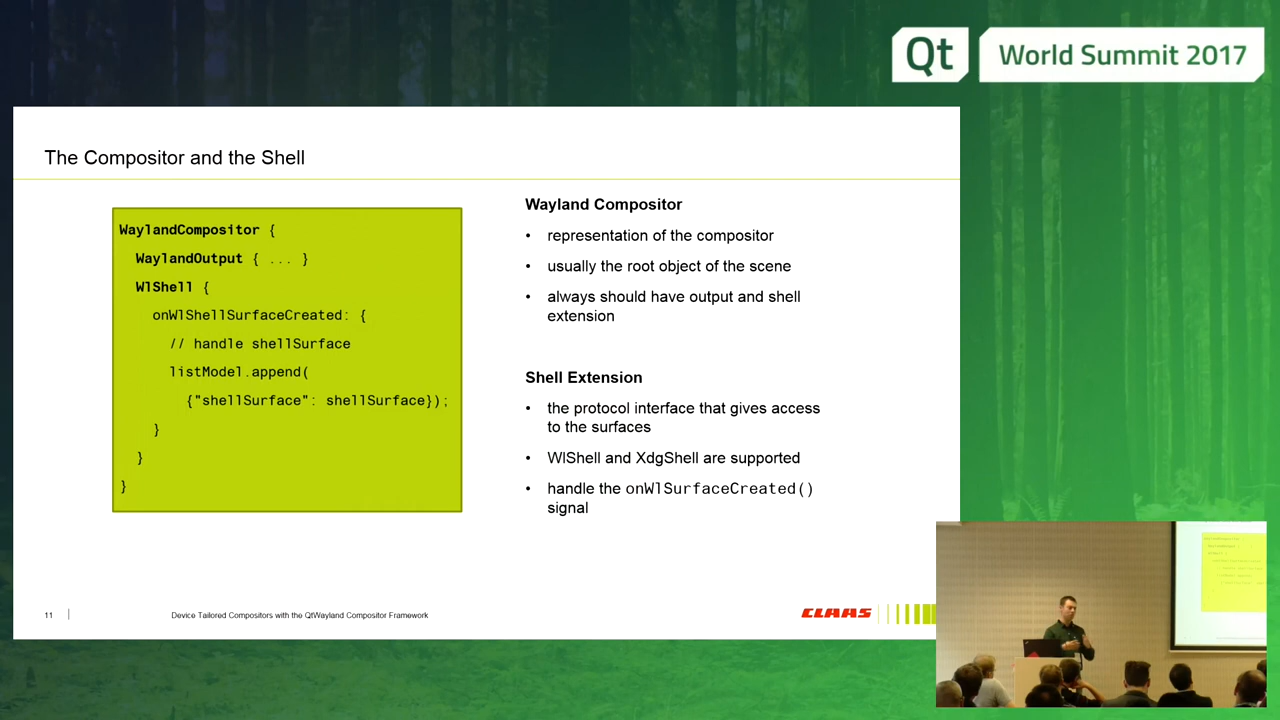 Qt World Summit 2017
The Compositor and the Shell
WaylandCompositor {
WaylandOutput { ... }
WlShell {
onWlShellSurfaceCreated: {
// handle shellSurface
listModel.append(
{"shellSurface": shellSurface});
}
}
}
Wayland Compositor
• representation of the compositor
• usually the root object of the scene
• always should have output and shell
extension
Shell Extension
• the protocol interface that gives access
to the surfaces
• WlShell and XdgShell are supported
• handle the onWlSurfaceCreated()
signal
11
Device Tailored Compositors with the QtWayland Compositor Framework
CLAAS